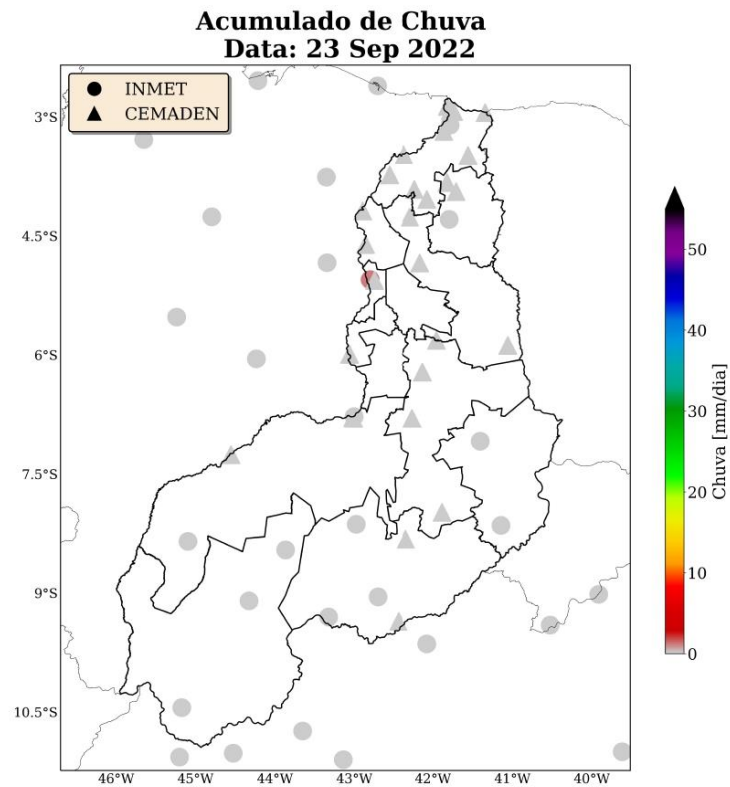 Acumulado de Chuva
Data: 23 Sep 2022
INMET
CEMADEN
3°S
4.5°S
6°S
7.5°S
9°S
10.5°S
46°W 45°W 44°W 43°W 42°W 41°W 40°W
50
40
30
20
10
0
Chuva [mm/dia]